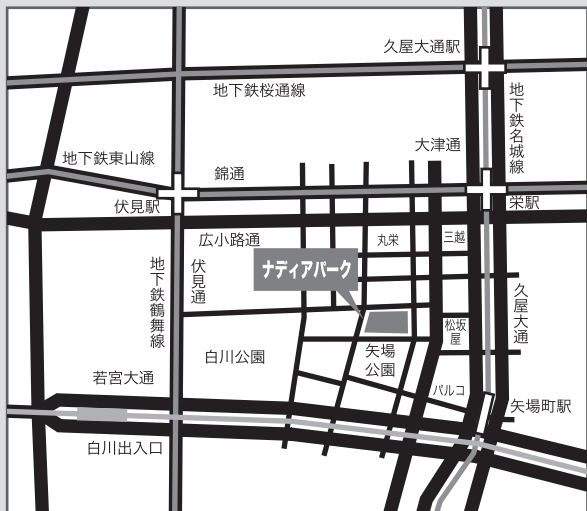 久屋大通駅
地下鉄桜通線
地下鉄名城線
大津通
地下鉄東山線
錦通
伏見駅
栄駅
広小路通
丸栄
三越
地下鉄鶴舞線
伏見通
ナディアパーク
久屋大通
松坂
屋
白川公園
矢場
公園
若宮大通
パルコ
矢場町駅
白川出入口